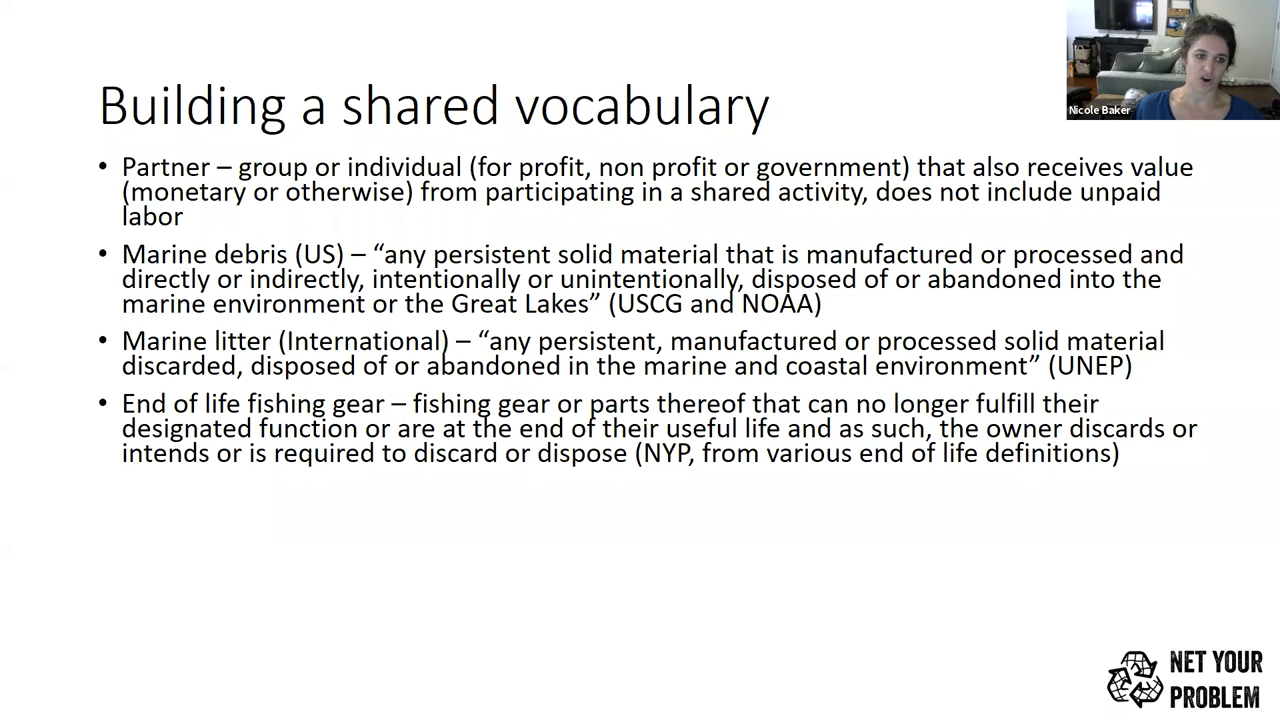 Nicole Baker
Building a shared vocabulary
• Partner – group or individual (for profit, non profit or government) that also receives value
(monetary or otherwise) from participating in a shared activity, does not include unpaid
labor
• Marine debris (US) – “any persistent solid material that is manufactured or processed and
directly or indirectly, intentionally or unintentionally, disposed of or abandoned into the
marine environment or the Great Lakes” (USCG and NOAA)
• Marine litter (International) – “any persistent, manufactured or processed solid material
discarded, disposed of or abandoned in the marine and coastal environment” (UNEP)
• End of life fishing gear – fishing gear or parts thereof that can no longer fulfill their
designated function or are at the end of their useful life and as such, the owner discards or
intends or is required to discard or dispose (NYP, from various end of life definitions)
NET YOUR
PROBLEM